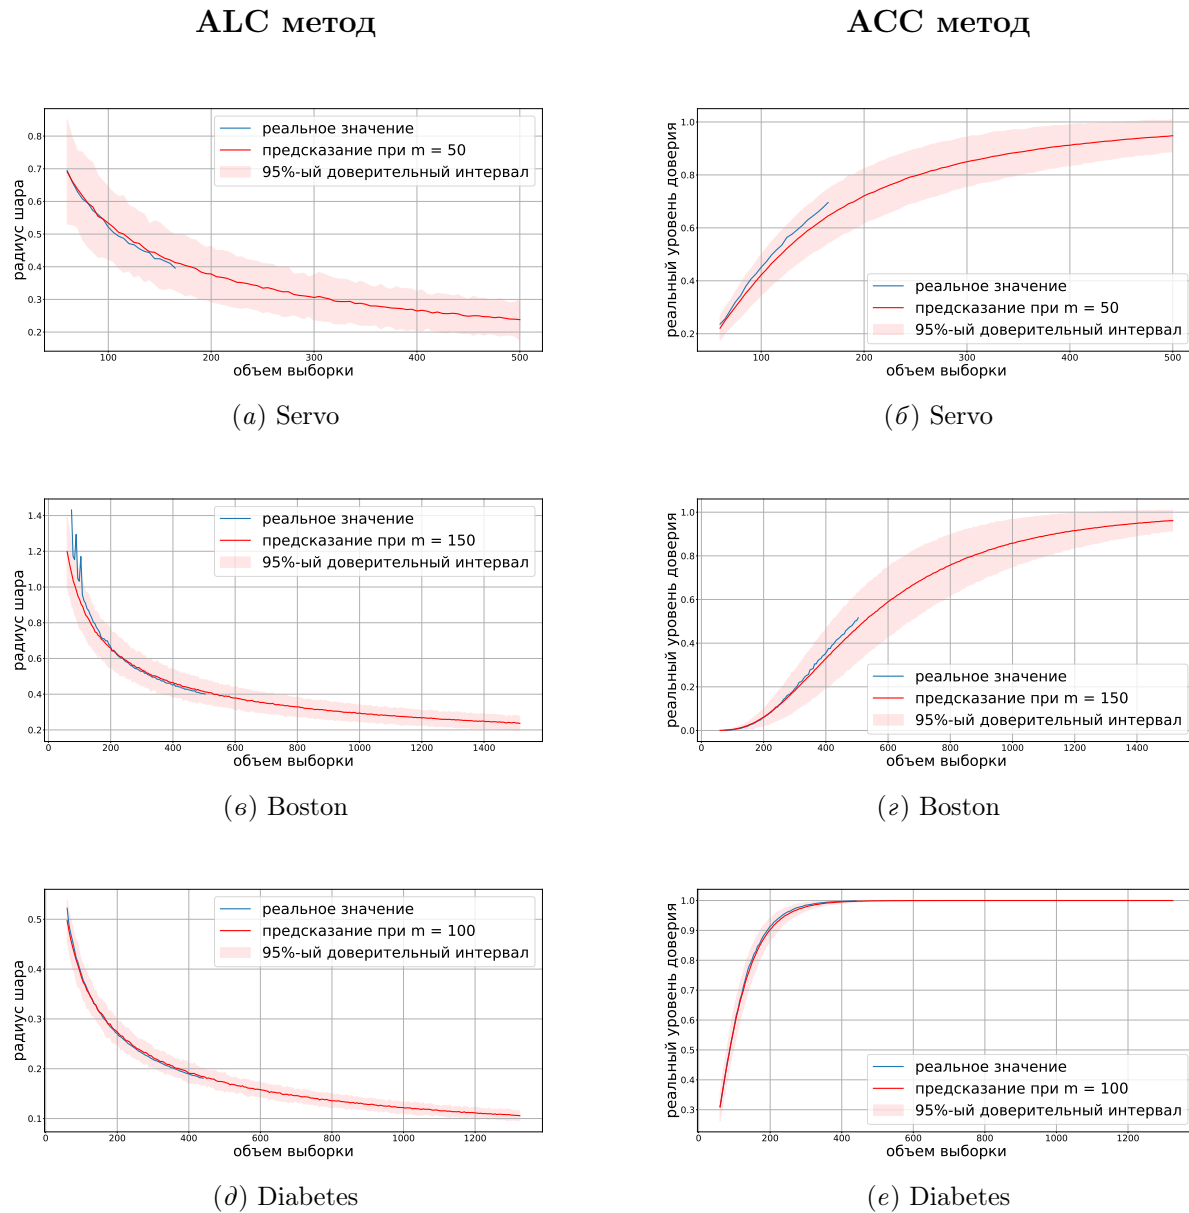 ALC метод
ACC метод
реальное значение
предсказание при m = 50
95%-ый доверительный интервал
радиус шара
0.8
0.7
0.6
0.5
0.4
0.3
0.2
100 200 300 400 500
объем выборки
(а) Servo
реальный уровень доверия
1.0
0.8
0.6
0.4
0.2
реальное значение
предсказание при m = 50
95%-ый доверительный интервал
100 200 300 400 500
объем выборки
(б) Servo
реальное значение
предсказание при m = 150
95%-ый доверительный интервал
радиус шара
1.4
1.2
1.0
0.8
0.6
0.4
0.2
0 200 400 600 800 1000 1200 1400
объем выборки
(в) Boston
реальный уровень доверия
1.0
0.8
0.6
0.4
0.2
0.0
реальное значение
предсказание при m = 150
95%-ый доверительный интервал
0 200 400 600 800 1000 1200 1400
объем выборки
(г) Boston
реальное значение
предсказание при m = 100
95%-ый доверительный интервал
радиус шара
0.5
0.4
0.3
0.2
0.1
0 200 400 600 800 1000 1200
объем выборки
(д) Diabetes
реальный уровень доверия
1.0
0.9
0.8
0.7
0.6
0.5
0.4
0.3
реальное значение
предсказание при m = 100
95%-ый доверительный интервал
0 200 400 600 800 1000 1200
объем выборки
(е) Diabetes